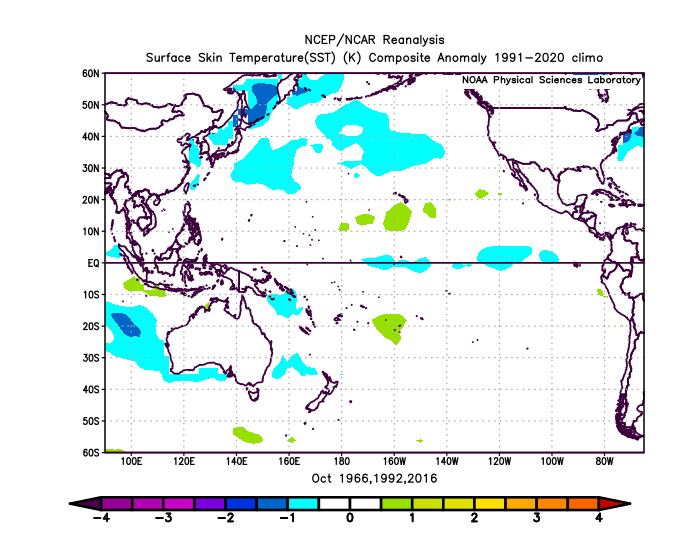 NCEP/NCAR Reanalysis
Surface Skin Temperature(SST) (K) Composite Anomaly 1991-2020 climo
NOAA Physical Sciences Laboratory
60N
50N
40N
30N
20N
10N
EQ
10S
20S
30S
40S
50S
60S
100E 120E 140E 160E 180 160W 140W 120W 100W 80W
Oct 1966,1992,2016
-4 -3 -2 -1 0 1 2 3 4